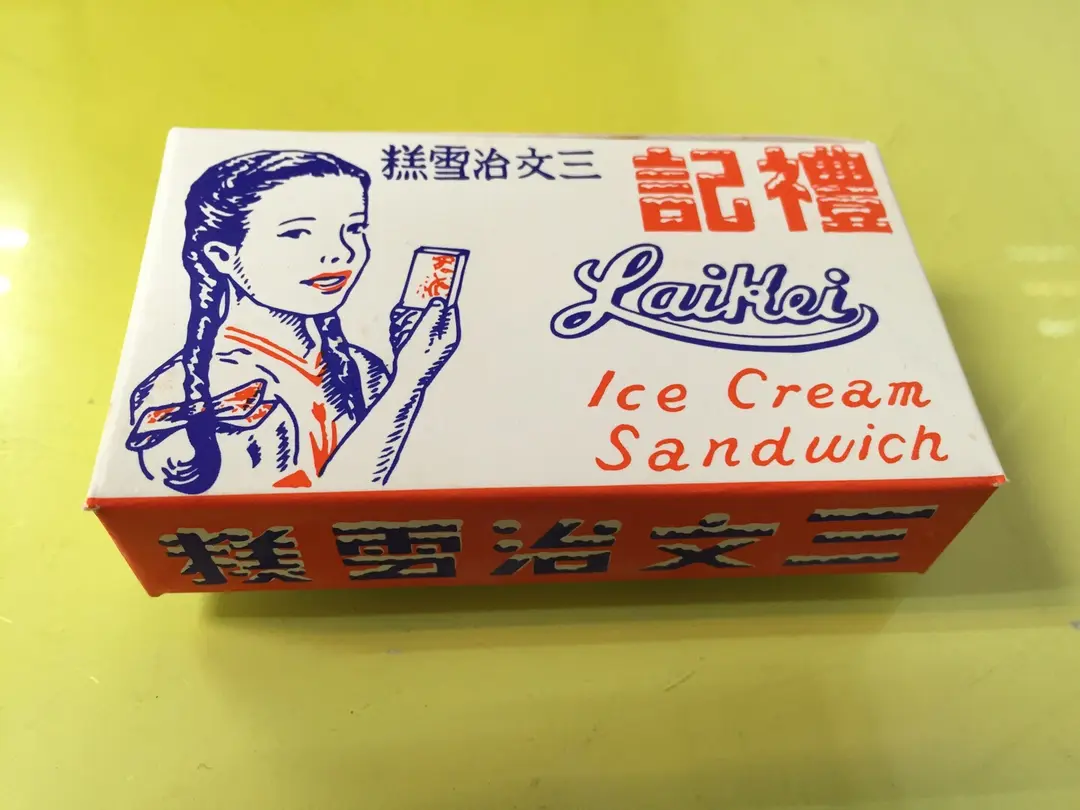 禮記
三文治雪糕
LaiKei
Ice Cream
Sandwich
三文治雪糕